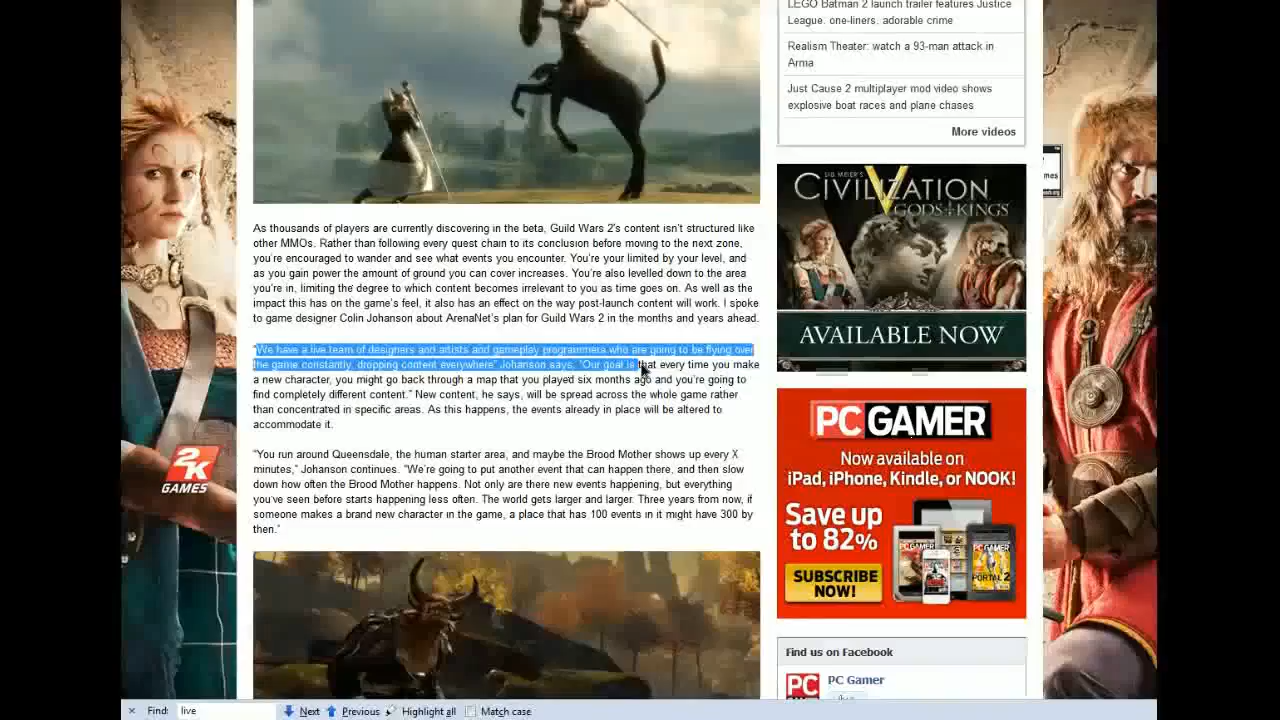 LEGO Batman 2 launch trailer features Justice
League, one-liners, adorable crime
Realism Theater: watch a 93-man attack in
Arma
Just Cause 2 multiplayer mod video shows
explosive boat races and plane chases
More videos
As thousands of players are currently discovering in the beta, Guild Wars 2's content isn't structured like
other MMOs. Rather than following every quest chain to its conclusion before moving to the next zone,
you're encouraged to wander and see what events you encounter. You're your limited by your level, and
as you gain power the amount of ground you can cover increases. You're also levelled down to the area
you're in, limiting the degree to which content becomes irrelevant to you as time goes on. As well as the
impact this has on the game's feel, it also has an effect on the way post-launch content will work. I spoke
to game designer Colin Johanson about ArenaNet's plan for Guild Wars 2 in the months and years ahead.
"We have a live team of designers and artists and gameplay programmers who are going to be flying over
the game constantly, dropping content everywhere" Johanson says. "Our goal is that every time you make
a new character, you might go back through a map that you played six months ago and you're going to
find completely different content." New content, he says, will be spread across the whole game rather
than concentrated in specific areas. As this happens, the events already in place will be altered to
accommodate it.
"You run around Queensdale, the human starter area, and maybe the Brood Mother shows up every X
minutes," Johanson continues. "We're going to put another event that can happen there, and then slow
down how often the Brood Mother happens. Not only are there new events happening, but everything
you've seen before starts happening less often. The world gets larger and larger. Three years from now, if
someone makes a brand new character in the game, a place that has 100 events in it might have 300 by
then."
SID MEIER'S
CIVILIZATION V
GODS + KINGS
AVAILABLE NOW
PC GAMER
Now available on
iPad, iPhone, Kindle, or NOOK!
Save up
to 82%
SUBSCRIBE
NOW!
Find us on Facebook
PC Gamer
2K
GAMES
Find: live Next Previous Highlight all Match case